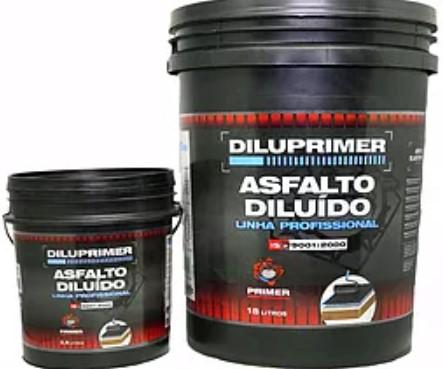 DILUPRIMER
ASFALTO
DILUÍDO
LINHA PROFISSIONAL
PRIMER
DILUPRIMER
ASFALTO
DILUÍDO
LINHA PROFISSIONAL
9001:2000
PRIMER
18 LITROS